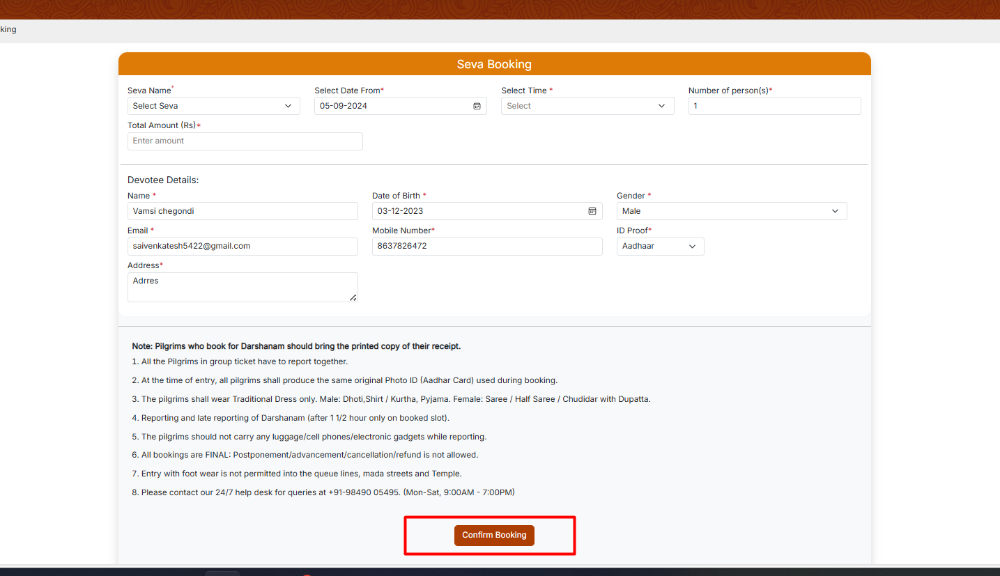 king
Seva Booking
Seva Name* Select Date From* Select Time * Number of person(s)*
Select Seva 05-09-2024 Select 1
Total Amount (Rs)*
Enter amount
Devotee Details:
Name * Date of Birth * Gender *
Vamsi chegondi 03-12-2023 Male
Email * Mobile Number* ID Proof*
saivenkatesh5422@gmail.com 8637826472 Aadhaar
Address*
Adrres
Note: Pilgrims who book for Darshanam should bring the printed copy of their receipt.
1. All the Pilgrims in group ticket have to report together.
2. At the time of entry, all pilgrims shall produce the same original Photo ID (Aadhar Card) used during booking.
3. The pilgrims shall wear Traditional Dress only. Male: Dhoti,Shirt / Kurtha, Pyjama. Female: Saree / Half Saree / Chudidar with Dupatta.
4. Reporting and late reporting of Darshanam (after 1 1/2 hour only on booked slot).
5. The pilgrims should not carry any luggage/cell phones/electronic gadgets while reporting.
6. All bookings are FINAL: Postponement/advancement/cancellation/refund is not allowed.
7. Entry with foot wear is not permitted into the queue lines, mada streets and Temple.
8. Please contact our 24/7 help desk for queries at +91-98490 05495. (Mon-Sat, 9:00AM - 7:00PM)
Confirm Booking